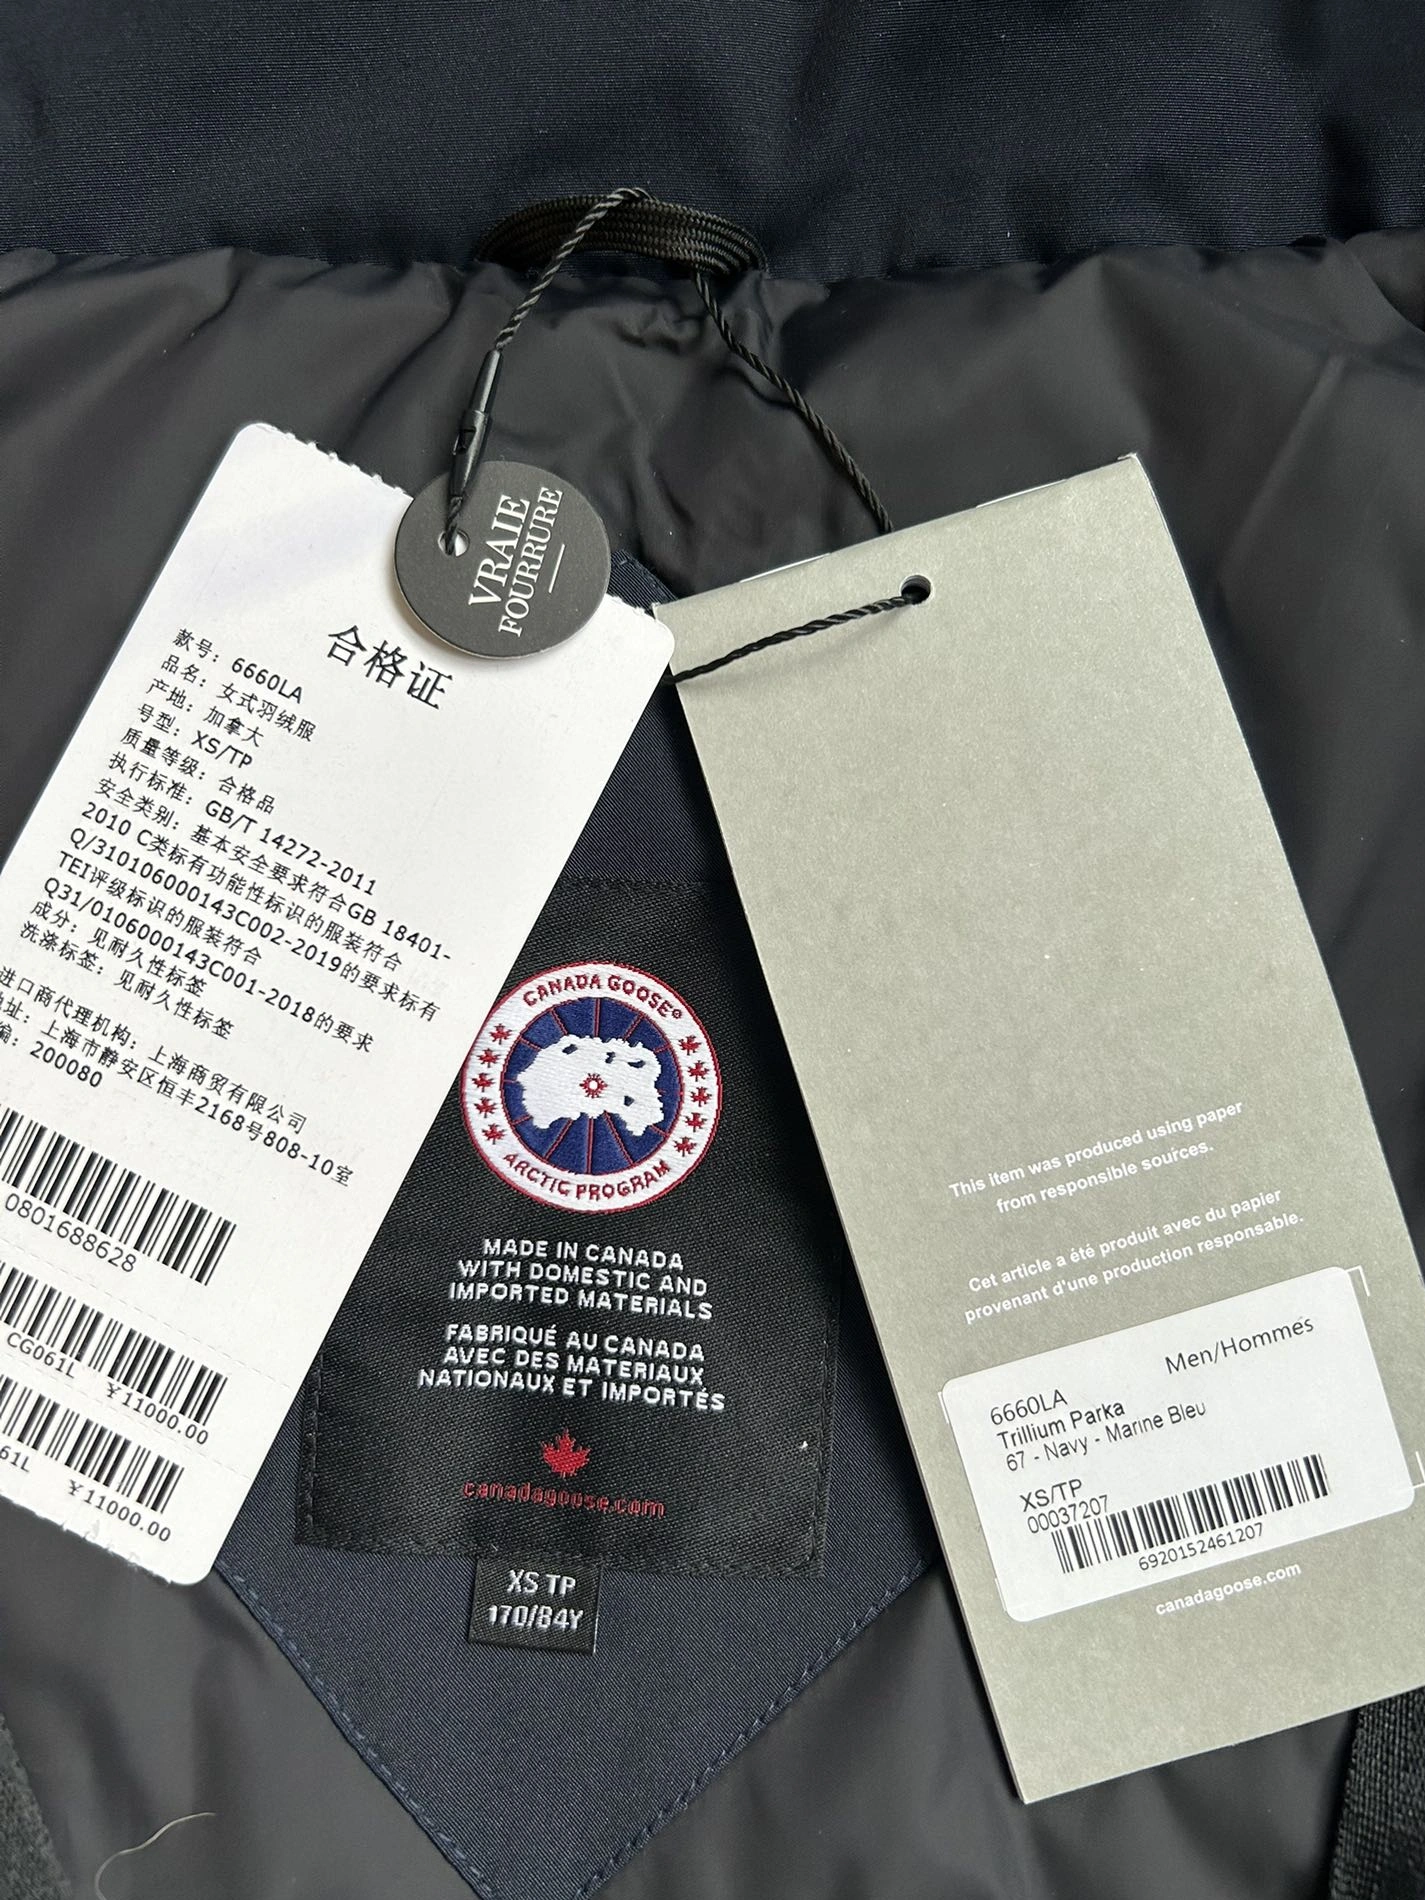 VRAIE
FOURRURE
合格证
款号: 6660LA
品名: 女式羽绒服
产地: 加拿大
号型: XS/TP
质量等级: 合格品
执行标准: GB/T 14272-2011
安全类别: 基本安全要求符合GB 18401-
2010 C类标有功能性标识的服装符合
Q/310106000143C002-2019的要求标有
TEI评级标识的服装符合
Q31/0106000143C001-2018的要求
成分: 见耐久性标签
洗涤标签: 见耐久性标签
进口商代理机构: 上海商贸有限公司
地址: 上海市静安区恒丰2168号808-10室
编: 200080
0801688628
CG061L ¥11000.00
61L ¥11000.00
CANADA GOOSE®
ARCTIC PROGRAM
MADE IN CANADA
WITH DOMESTIC AND
IMPORTED MATERIALS
FABRIQUÉ AU CANADA
AVEC DES MATERIAUX
NATIONAUX ET IMPORTÉS
canadagoose.com
XS TP
170/84Y
This item was produced using paper
from responsible sources.
Cet article a été produit avec du papier
provenant d'une production responsable.
Men/Hommes
6660LA
Trillium Parka
67 - Navy - Marine Bleu
XS/TP
00037207
6920152461207
canadagoose.com